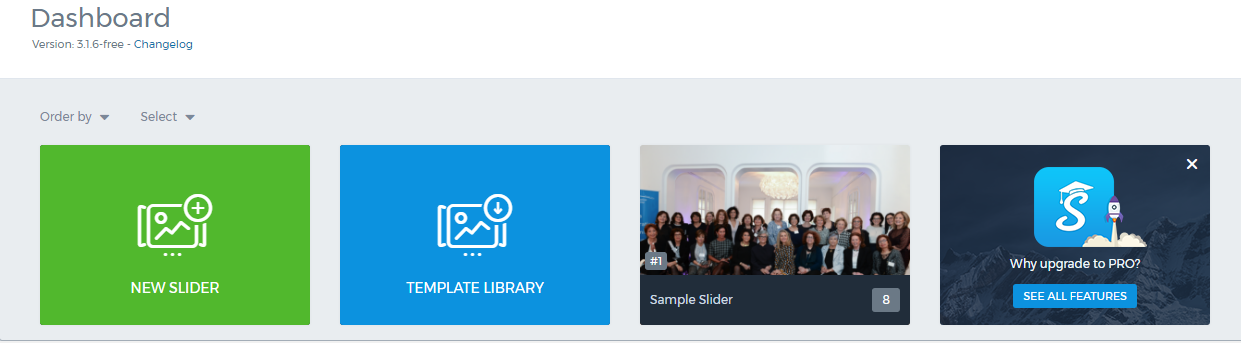 Dashboard
Version: 3.1.6-free - Changelog
Order by
Select
NEW SLIDER
TEMPLATE LIBRARY
#1
Sample Slider
8
S
Why upgrade to PRO?
SEE ALL FEATURES